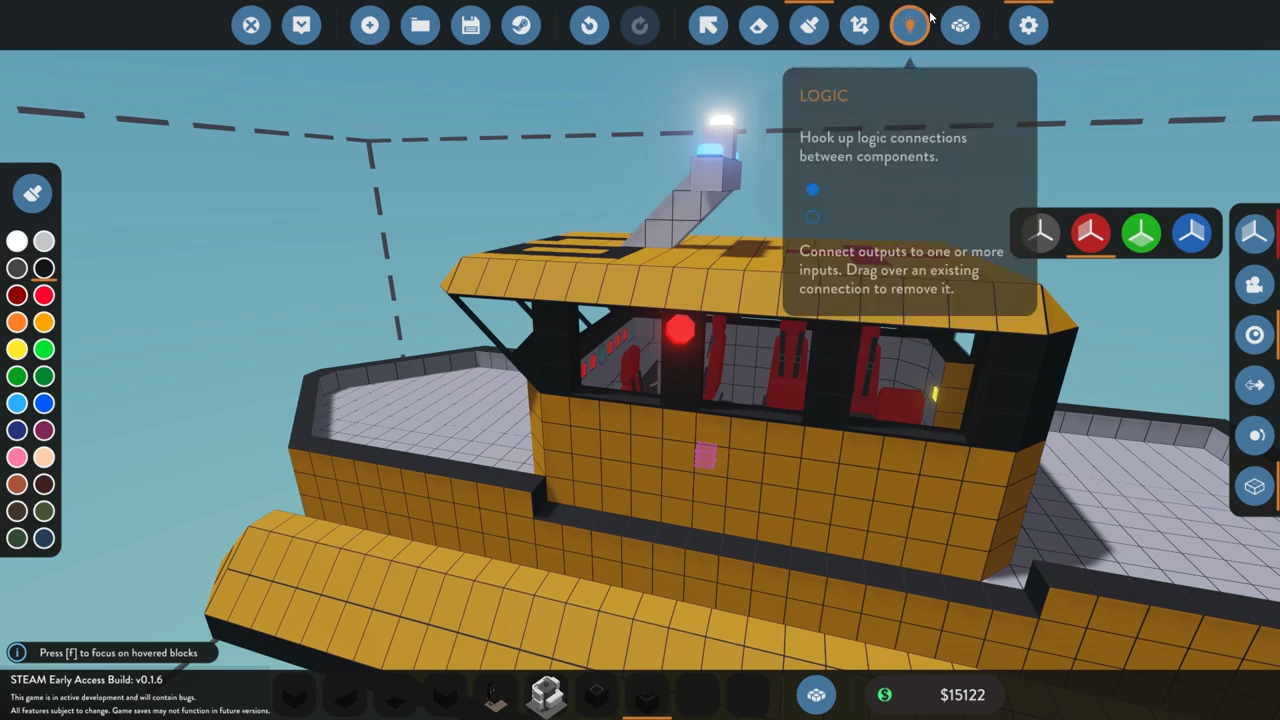 LOGIC
Hook up logic connections
between components.
Connect outputs to one or more
inputs. Drag over an existing
connection to remove it.
Press [f] to focus on hovered blocks
STEAM Early Access Build: v0.1.6
This game is in active development and will contain bugs.
All features subject to change. Game saves may not function in future versions.
$
$15122